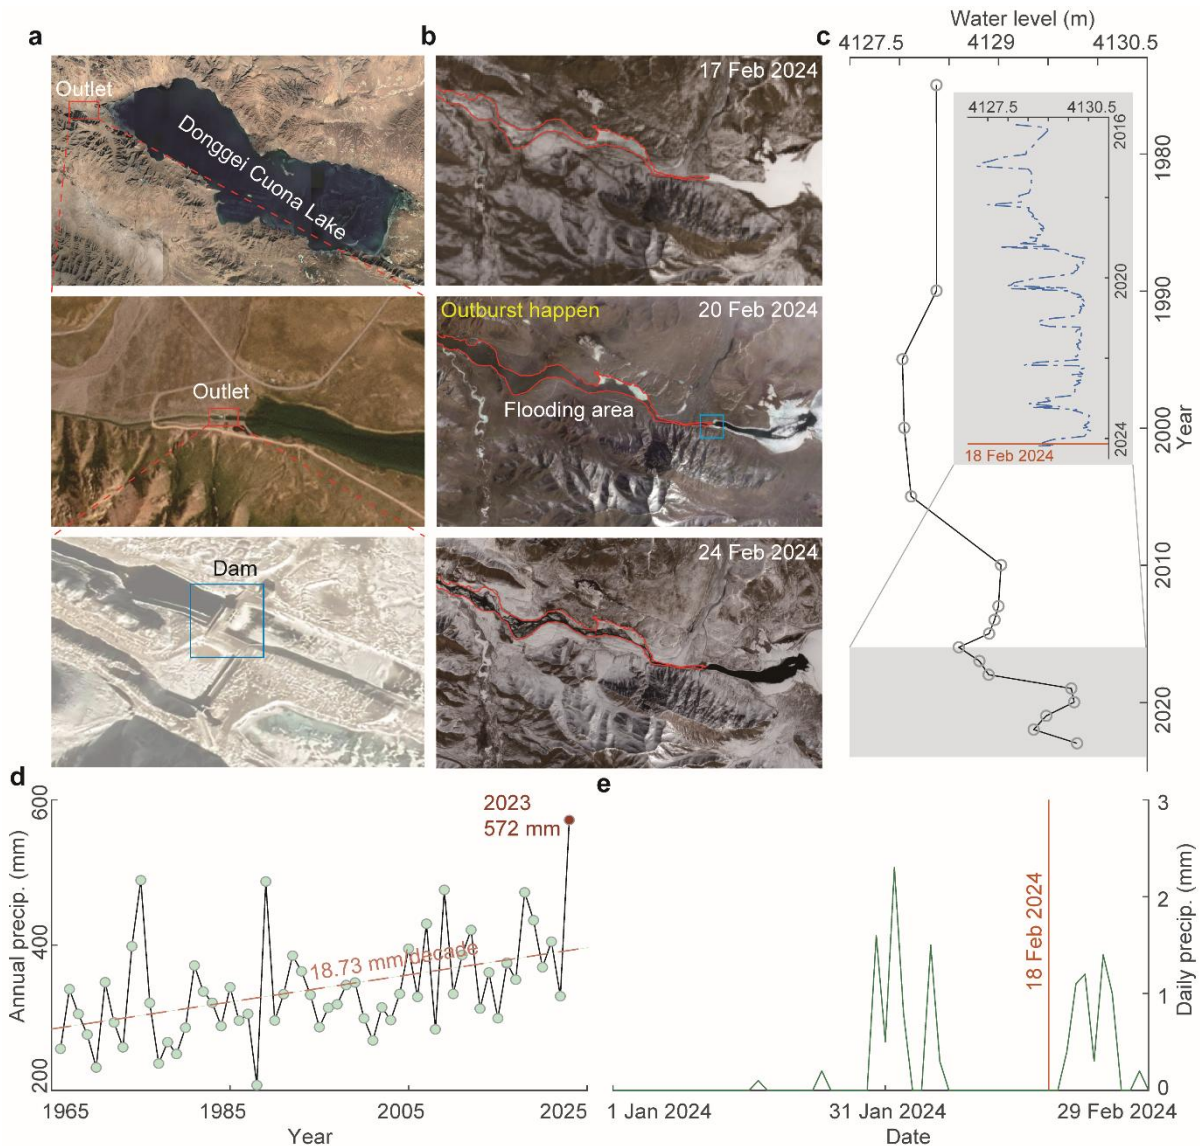 a
Outlet
Donggei Cuona Lake
Outlet
Dam
b
17 Feb 2024
Outburst happen
20 Feb 2024
Flooding area
24 Feb 2024
c
Water level (m)
4127.5
4129
4130.5
4127.5
4130.5
2016
2020
2024
18 Feb 2024
1980
1990
2000
2010
2020
Year
d
600
400
200
Annual precip. (mm)
2023
572 mm
18.73 mm/decade
1965
1985
2005
2025
Year
e
3
2
1
0
Daily precip. (mm)
18 Feb 2024
1 Jan 2024
31 Jan 2024
29 Feb 2024
Date